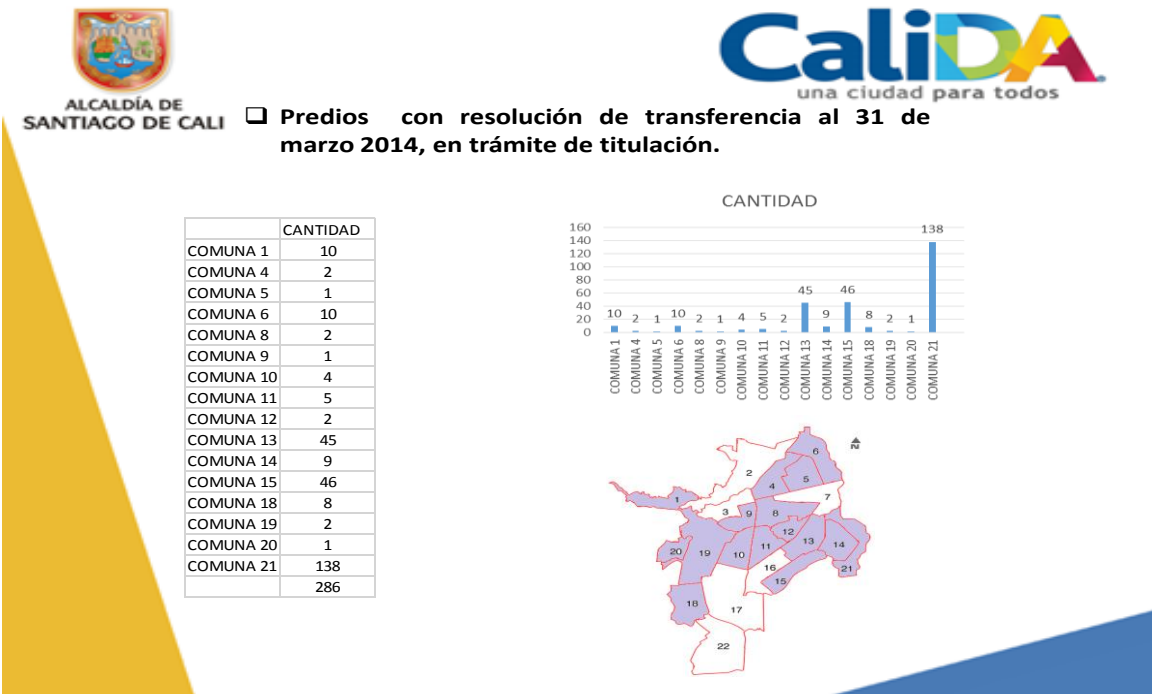 ALCALDÍA DE
SANTIAGO DE CALI
CaliDA
una ciudad para todos
❑ Predios con resolución de transferencia al 31 de
marzo 2014, en trámite de titulación.
CANTIDAD
COMUNA 1 10
COMUNA 4 2
COMUNA 5 1
COMUNA 6 10
COMUNA 8 2
COMUNA 9 1
COMUNA 10 4
COMUNA 11 5
COMUNA 12 2
COMUNA 13 45
COMUNA 14 9
COMUNA 15 46
COMUNA 18 8
COMUNA 19 2
COMUNA 20 1
COMUNA 21 138
286
CANTIDAD
160
140
120
100
80
60
40
20
0
10 2 1 10 2 1 4 5 2 45 9 46 8 2 1 138
COMUNA 1
COMUNA 4
COMUNA 5
COMUNA 6
COMUNA 8
COMUNA 9
COMUNA 10
COMUNA 11
COMUNA 12
COMUNA 13
COMUNA 14
COMUNA 15
COMUNA 18
COMUNA 19
COMUNA 20
COMUNA 21
N
6
2
5
4
7
1
3
9
8
12
13
14
11
10
19
20
16
21
15
18
17
22